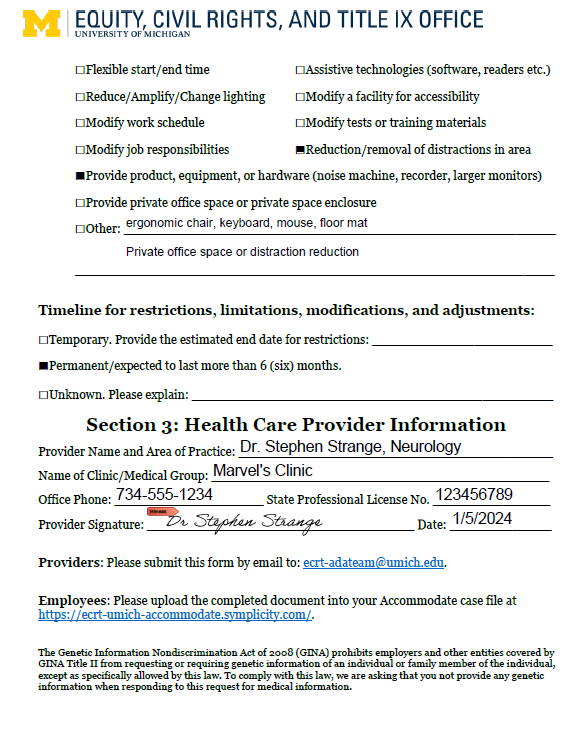 M | EQUITY, CIVIL RIGHTS, AND TITLE IX OFFICE
UNIVERSITY OF MICHIGAN
☐Flexible start/end time ☐Assistive technologies (software, readers etc.)
☐Reduce/Amplify/Change lighting ☐Modify a facility for accessibility
☐Modify work schedule ☐Modify tests or training materials
☐Modify job responsibilities ■Reduction/removal of distractions in area
■Provide product, equipment, or hardware (noise machine, recorder, larger monitors)
☐Provide private office space or private space enclosure
☐Other: ergonomic chair, keyboard, mouse, floor mat
Private office space or distraction reduction
Timeline for restrictions, limitations, modifications, and adjustments:
☐Temporary. Provide the estimated end date for restrictions:
■Permanent/expected to last more than 6 (six) months.
☐Unknown. Please explain:
Section 3: Health Care Provider Information
Provider Name and Area of Practice: Dr. Stephen Strange, Neurology
Name of Clinic/Medical Group: Marvel's Clinic
Office Phone: 734-555-1234 State Professional License No. 123456789
Provider Signature: Dr Stephen Strange Date: 1/5/2024
Providers: Please submit this form by email to: ecrt-adateam@umich.edu.
Employees: Please upload the completed document into your Accommodate case file at
https://ecrt-umich-accommodate.symplicity.com/.
The Genetic Information Nondiscrimination Act of 2008 (GINA) prohibits employers and other entities covered by
GINA Title II from requesting or requiring genetic information of an individual or family member of the individual,
except as specifically allowed by this law. To comply with this law, we are asking that you not provide any genetic
information when responding to this request for medical information.